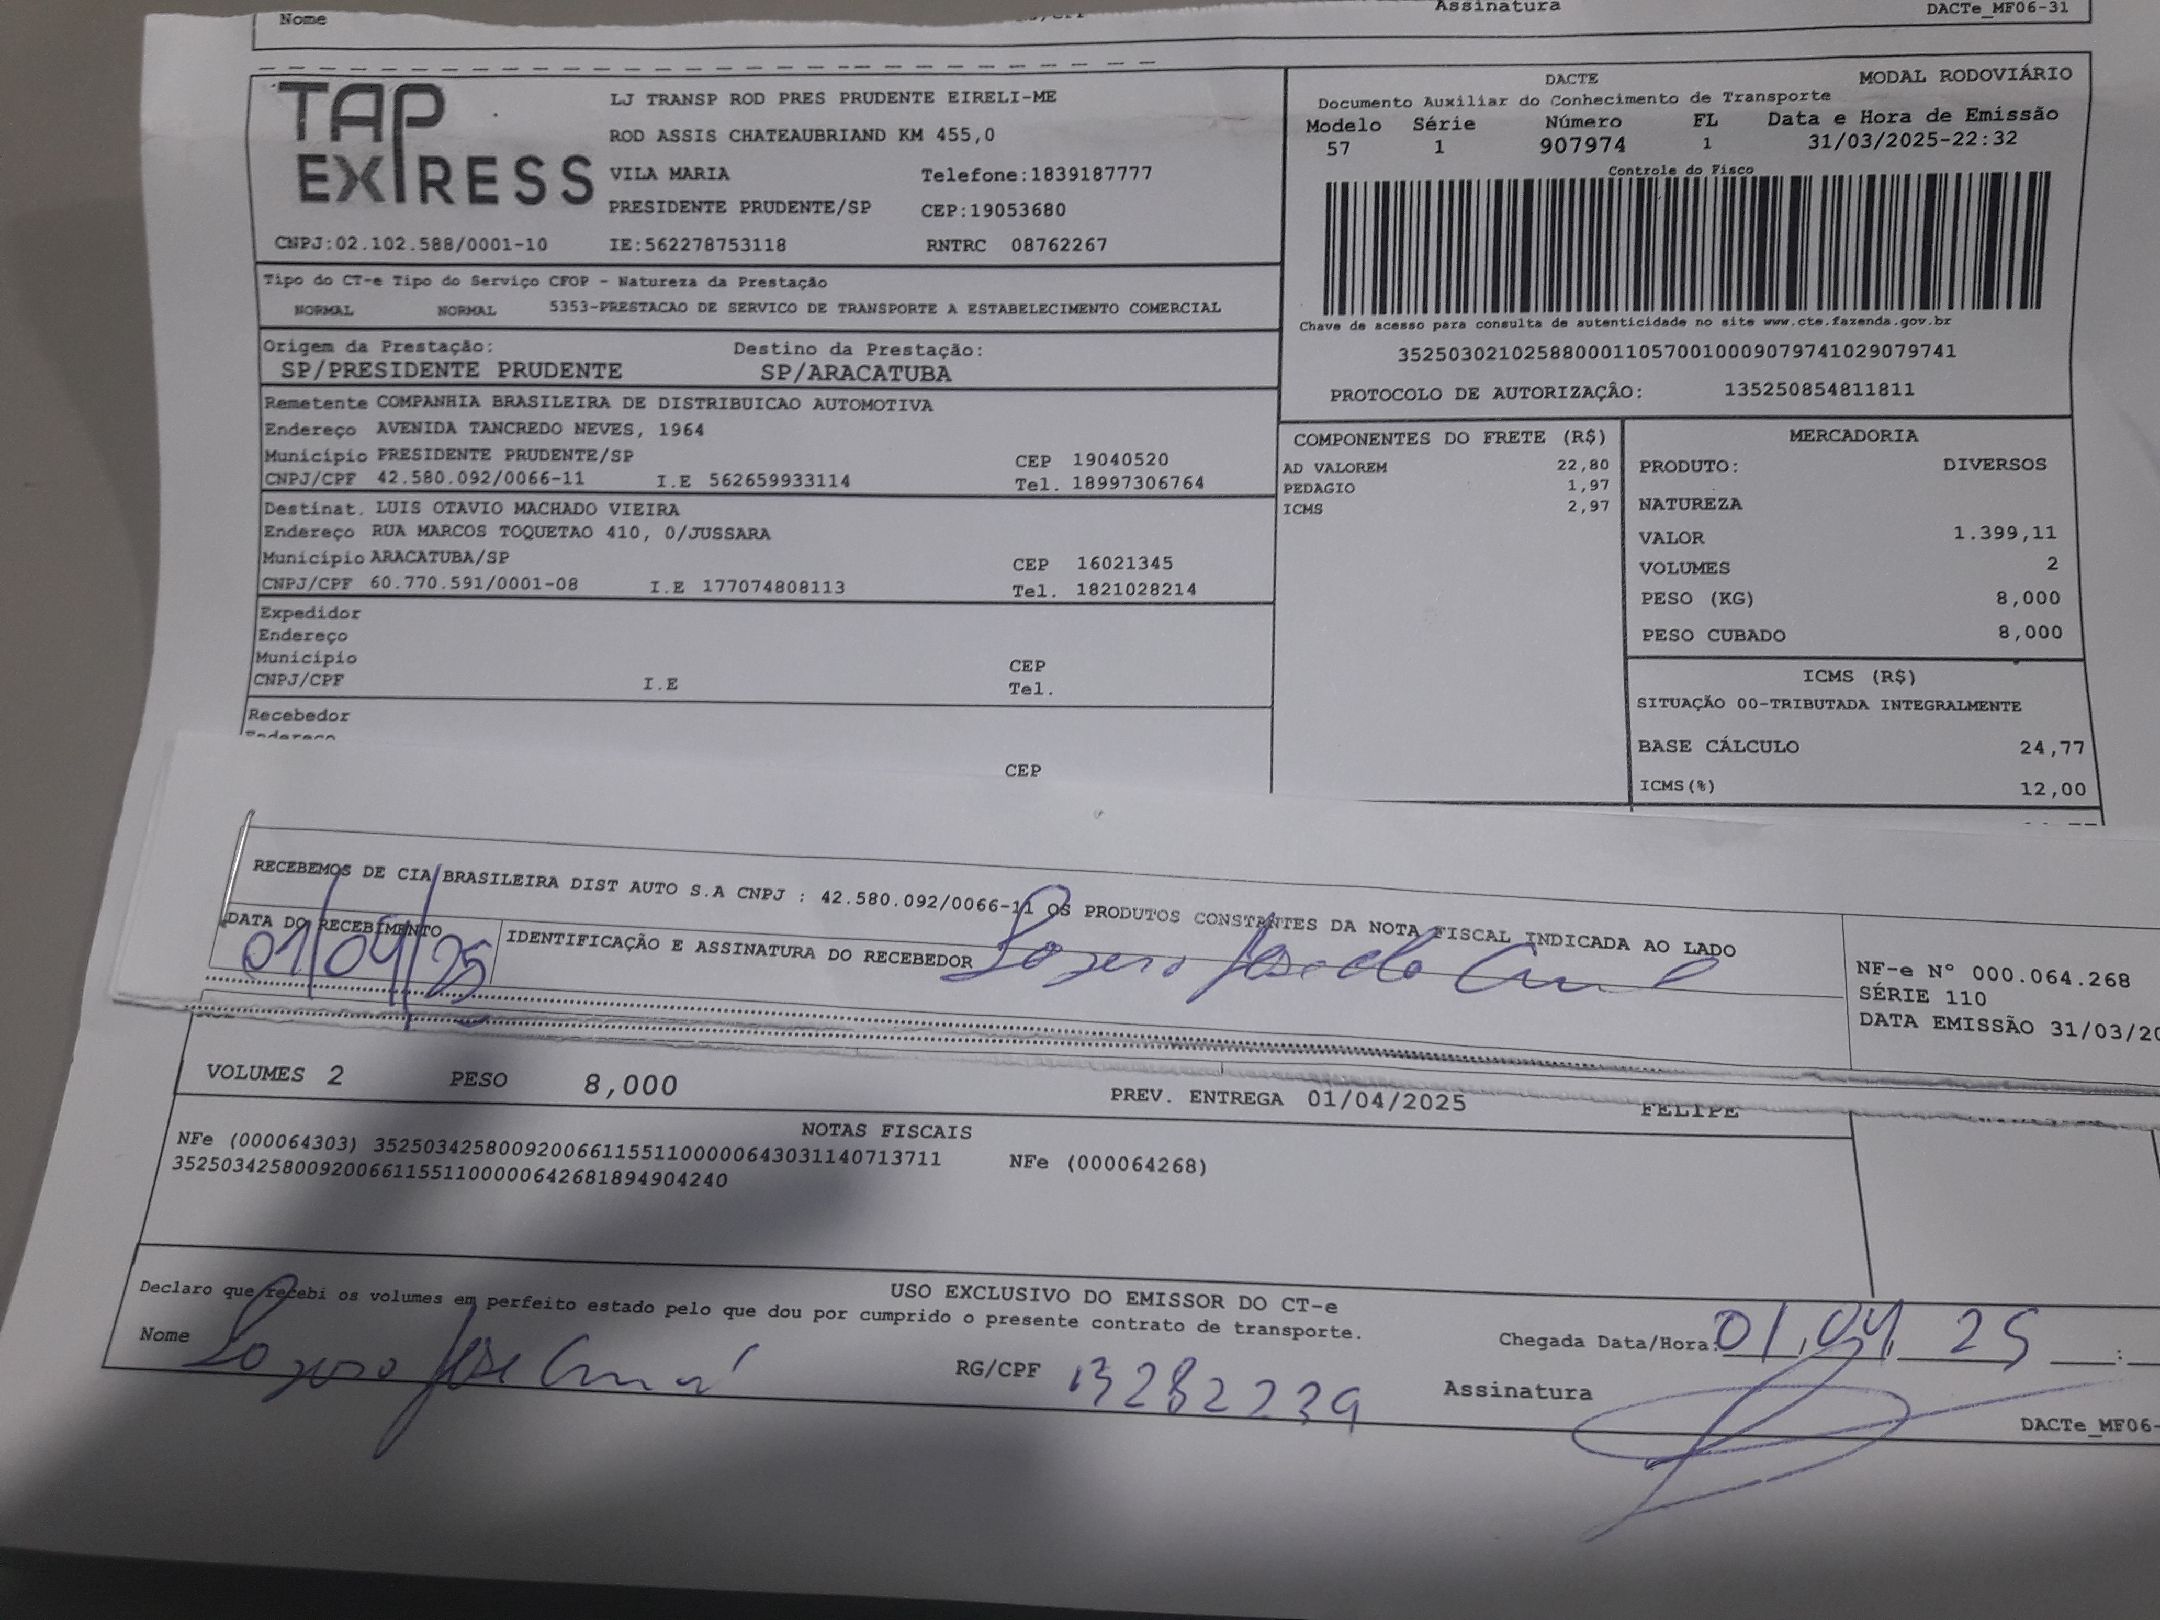 Nome Assinatura DACTe_MF06-31
TAP EXPRESS
LJ TRANSP ROD PRES PRUDENTE EIRELI-ME
ROD ASSIS CHATEAUBRIAND KM 455,0
VILA MARIA Telefone:1839187777
PRESIDENTE PRUDENTE/SP CEP:19053680
CNPJ:02.102.588/0001-10 IE:562278753118 RNTRC 08762267
DACTE MODAL RODOVIÁRIO
Documento Auxiliar do Conhecimento de Transporte
Modelo Série Número FL Data e Hora de Emissão
57 1 907974 1 31/03/2025-22:32
Controle do Fisco
Chave de acesso para consulta de autenticidade no site www.cte.fazenda.gov.br
35250302102588000110570010009079741029079741
PROTOCOLO DE AUTORIZAÇÂO: 135250854811811
Tipo do CT-e Tipo do Serviço CFOP - Natureza da Prestação
NORMAL NORMAL 5353-PRESTACAO DE SERVICO DE TRANSPORTE A ESTABELECIMENTO COMERCIAL
Origem da Prestação: Destino da Prestação:
SP/PRESIDENTE PRUDENTE SP/ARACATUBA
Remetente COMPANHIA BRASILEIRA DE DISTRIBUICAO AUTOMOTIVA
Endereço AVENIDA TANCREDO NEVES, 1964
Município PRESIDENTE PRUDENTE/SP CEP 19040520
CNPJ/CPF 42.580.092/0066-11 I.E 562659933114 Tel. 18997306764
Destinat. LUIS OTAVIO MACHADO VIEIRA
Endereço RUA MARCOS TOQUETAO 410, 0/JUSSARA
Município ARACATUBA/SP CEP 16021345
CNPJ/CPF 60.770.591/0001-08 I.E 177074808113 Tel. 1821028214
Expedidor
Endereço
Município CEP
CNPJ/CPF I.E Tel.
Recebedor
Endereço
CEP
COMPONENTES DO FRETE (R$)
AD VALOREM 22,80
PEDAGIO 1,97
ICMS 2,97
MERCADORIA
PRODUTO: DIVERSOS
NATUREZA
VALOR 1.399,11
VOLUMES 2
PESO (KG) 8,000
PESO CUBADO 8,000
ICMS (R$)
SITUAÇÃO 00-TRIBUTADA INTEGRALMENTE
BASE CÁLCULO 24,77
ICMS(%) 12,00
RECEBEMOS DE CIA BRASILEIRA DIST AUTO S.A CNPJ : 42.580.092/0066-11 OS PRODUTOS CONSTANTES DA NOTA FISCAL INDICADA AO LADO
DATA DO RECEBIMENTO IDENTIFICAÇÃO E ASSINATURA DO RECEBEDOR
01/04/25
NF-e Nº 000.064.268
SÉRIE 110
DATA EMISSÃO 31/03/20
VOLUMES 2 PESO 8,000 PREV. ENTREGA 01/04/2025 FELIPE
NOTAS FISCAIS
NFe (000064303) 35250342580092006611551100000643031140713711 NFe (000064268)
35250342580092006611551100000642681894904240
USO EXCLUSIVO DO EMISSOR DO CT-e
Declaro que recebi os volumes em perfeito estado pelo que dou por cumprido o presente contrato de transporte.
Nome RG/CPF 13282239 Chegada Data/Hora: 01,04,25 :
Assinatura
DACTe_MF06-